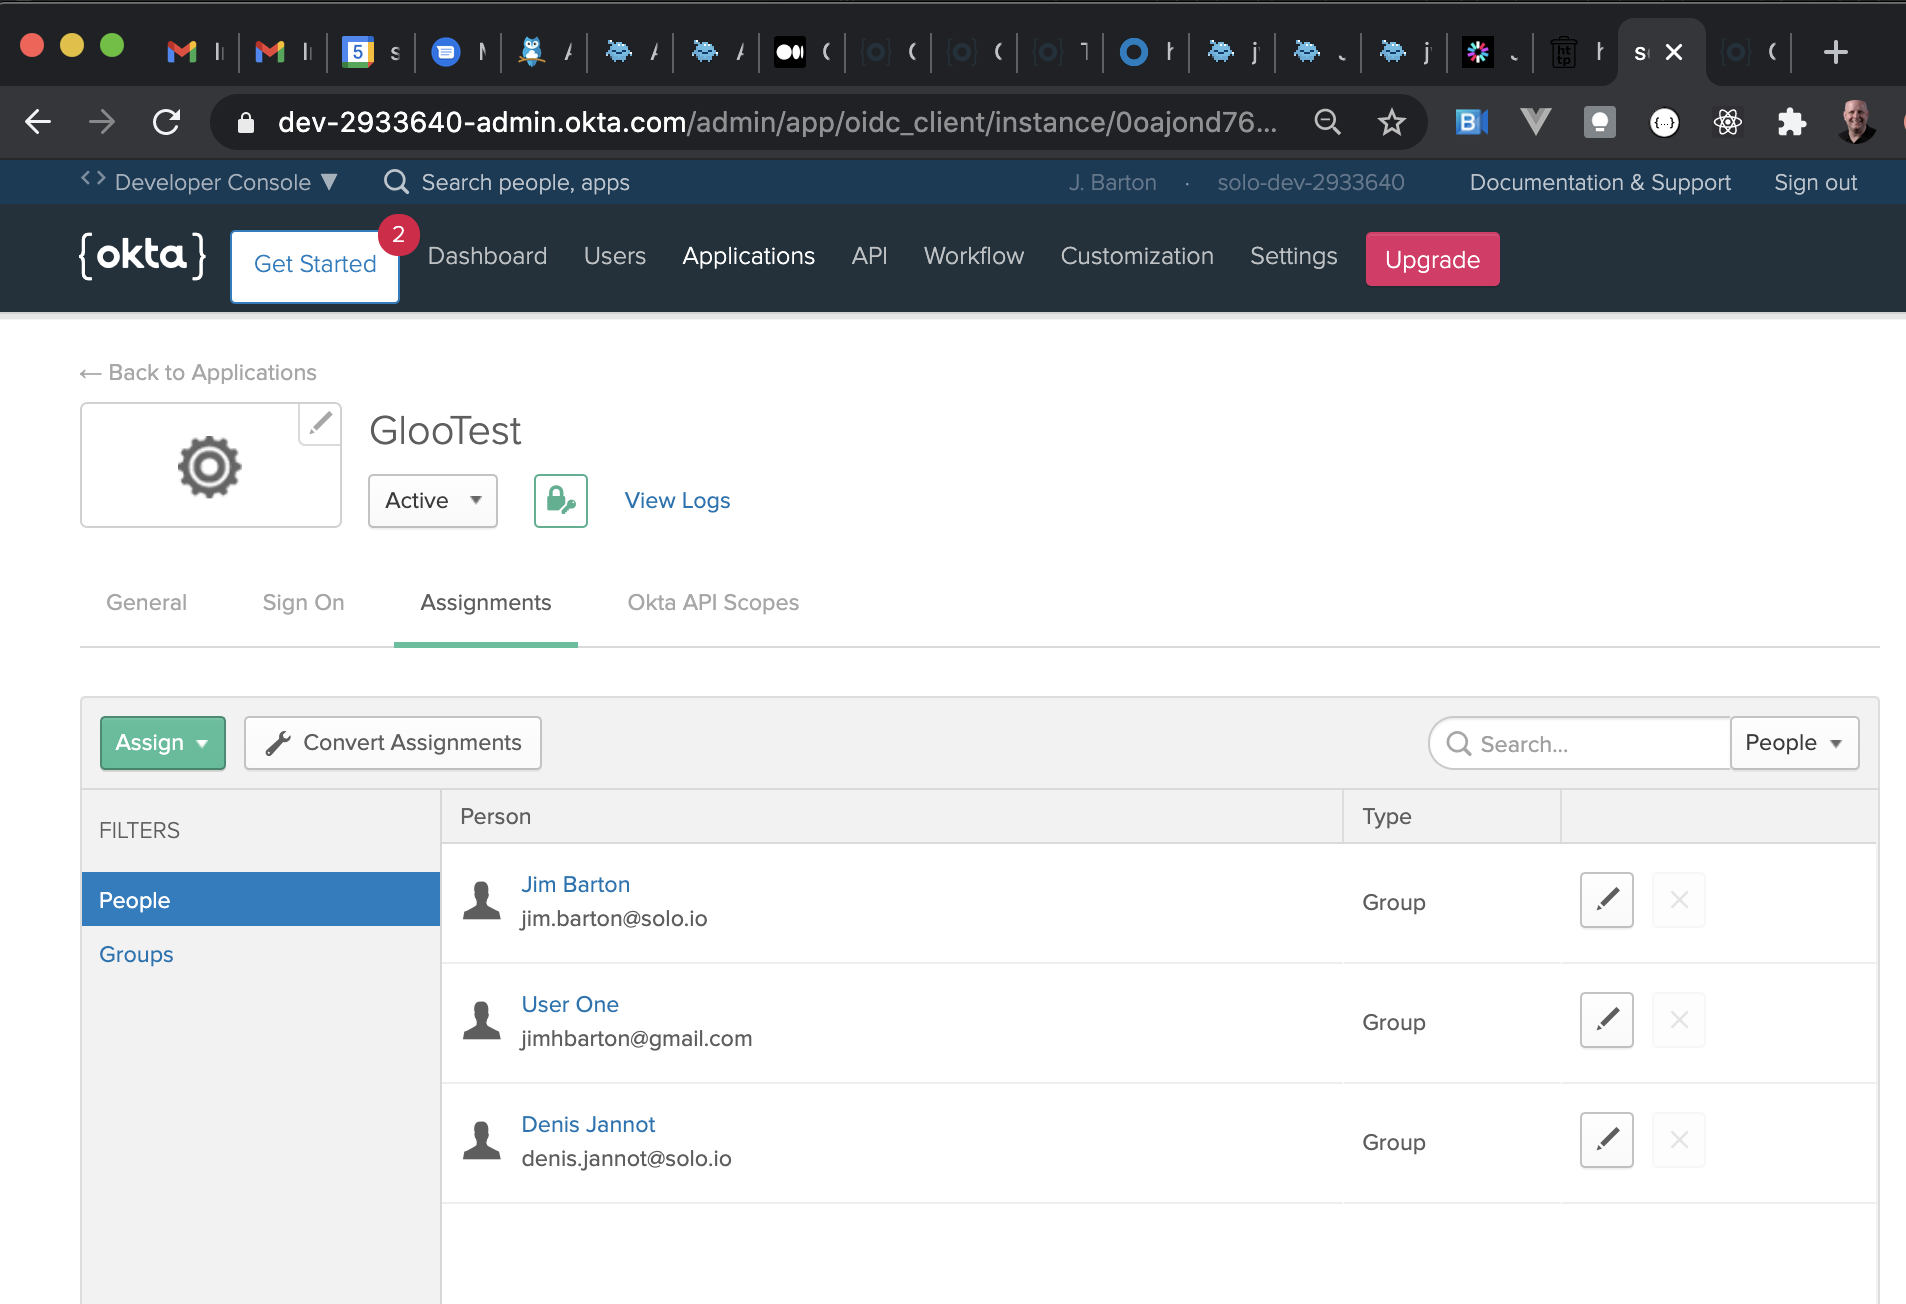 5
dev-2933640-admin.okta.com/admin/app/oidc_client/instance/0oajond76...
Developer Console
Search people, apps
J. Barton · solo-dev-2933640
Documentation & Support
Sign out
{okta}
Get Started
2
Dashboard
Users
Applications
API
Workflow
Customization
Settings
Upgrade
← Back to Applications
GlooTest
Active
View Logs
General
Sign On
Assignments
Okta API Scopes
Assign
Convert Assignments
Search...
People
FILTERS
People
Groups
Person
Type
Jim Barton
jim.barton@solo.io
Group
User One
jimhbarton@gmail.com
Group
Denis Jannot
denis.jannot@solo.io
Group